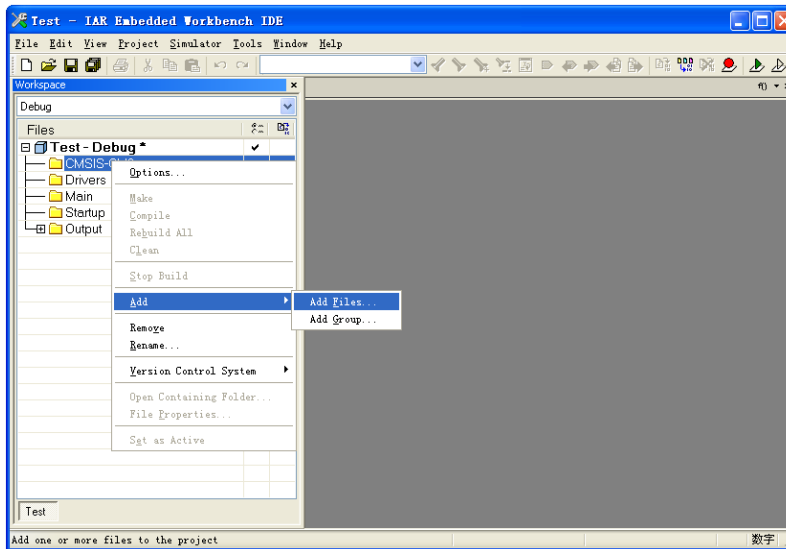 Test - IAR Embedded Workbench IDE
File Edit View Project Simulator Tools Window Help
Workspace
f()
Debug
Files
Test - Debug *
Drivers
Main
Startup
Output
Options...
Make
Compile
Rebuild All
Clean
Stop Build
Add
Add Files...
Add Group...
Remove
Rename...
Version Control System
Open Containing Folder...
File Properties...
Set as Active
Test
Add one or more files to the project
数字